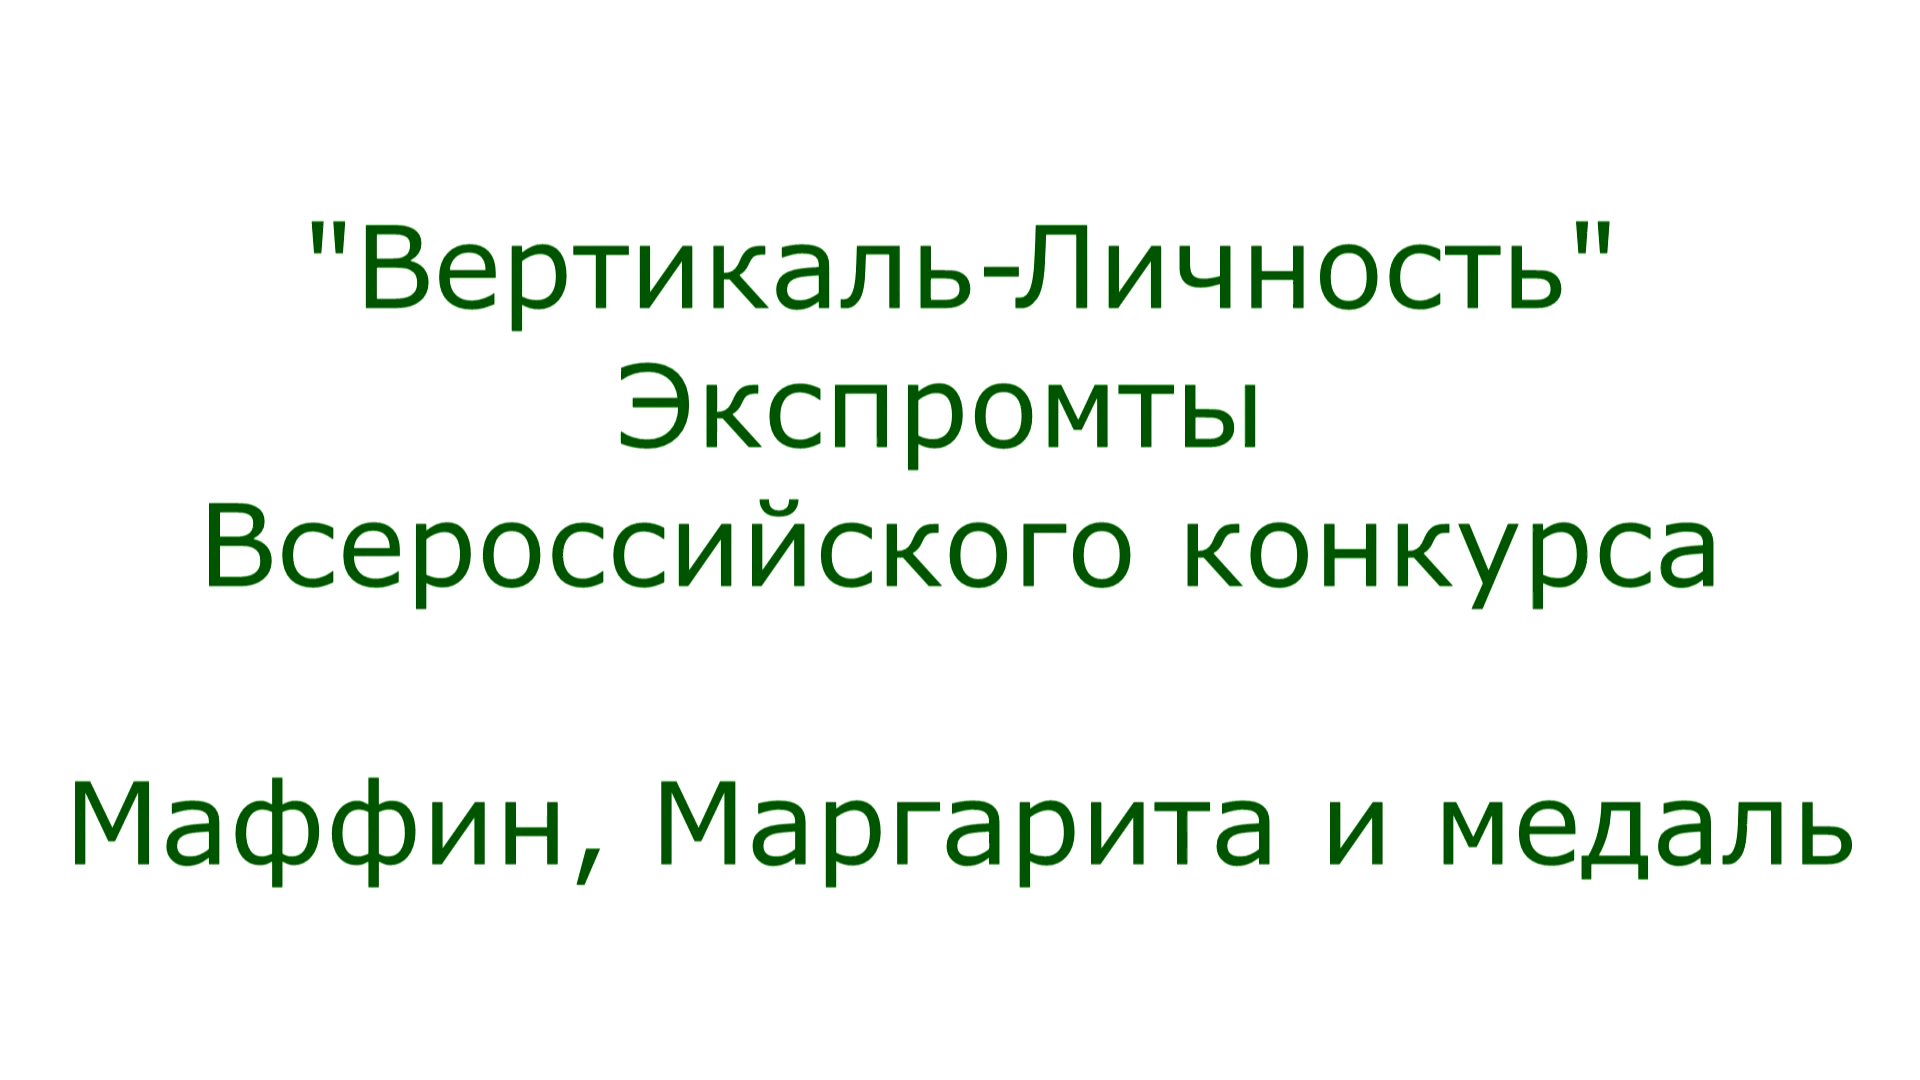 "Вертикаль-Личность"
Экспромты
Всероссийского конкурса
Маффин, Маргарита и медаль